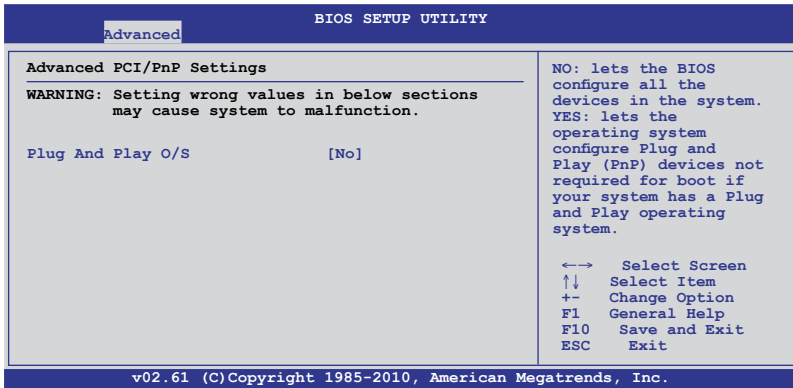 BIOS SETUP UTILITY
Advanced
Advanced PCI/PnP Settings
WARNING: Setting wrong values in below sections
may cause system to malfunction.
Plug And Play O/S [No]
NO: lets the BIOS
configure all the
devices in the system.
YES: lets the
operating system
configure Plug and
Play (PnP) devices not
required for boot if
your system has a Plug
and Play operating
system.
←→ Select Screen
↑↓ Select Item
+- Change Option
F1 General Help
F10 Save and Exit
ESC Exit
v02.61 (C)Copyright 1985-2010, American Megatrends, Inc.